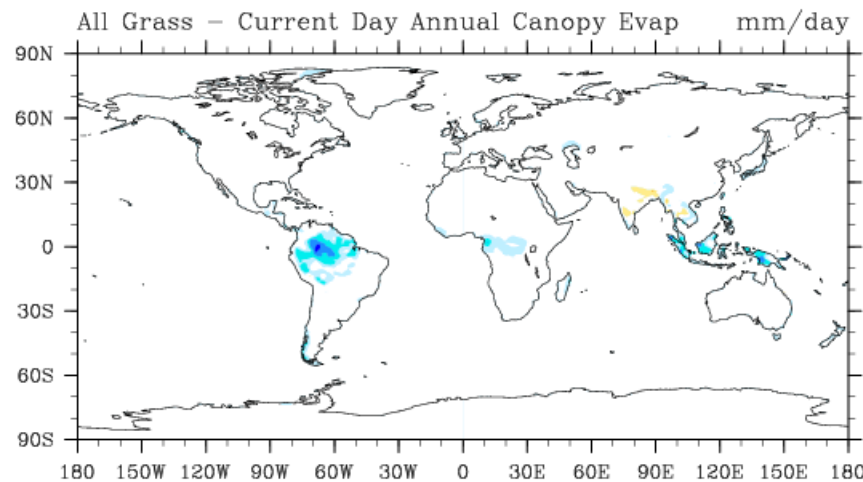 All Grass – Current Day Annual Canopy Evap mm/day
90N
60N
30N
0
30S
60S
90S
180 150W 120W 90W 60W 30W 0 30E 60E 90E 120E 150E 180